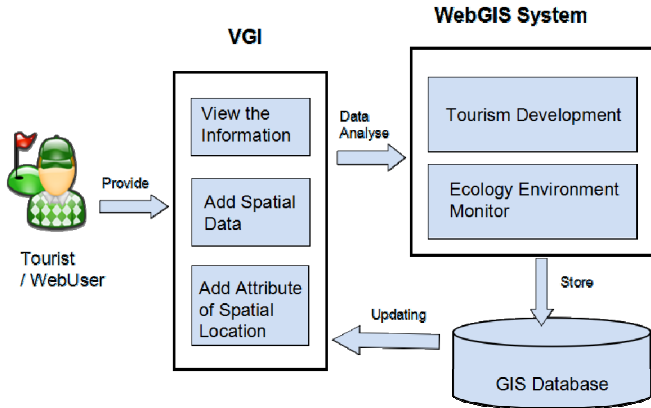 WebGIS System
VGI
View the
Information
Data
Analyse
Tourism Development
Provide
Add Spatial
Data
Ecology Environment
Monitor
Tourist
/ WebUser
Add Attribute
of Spatial
Location
Store
Updating
GIS Database